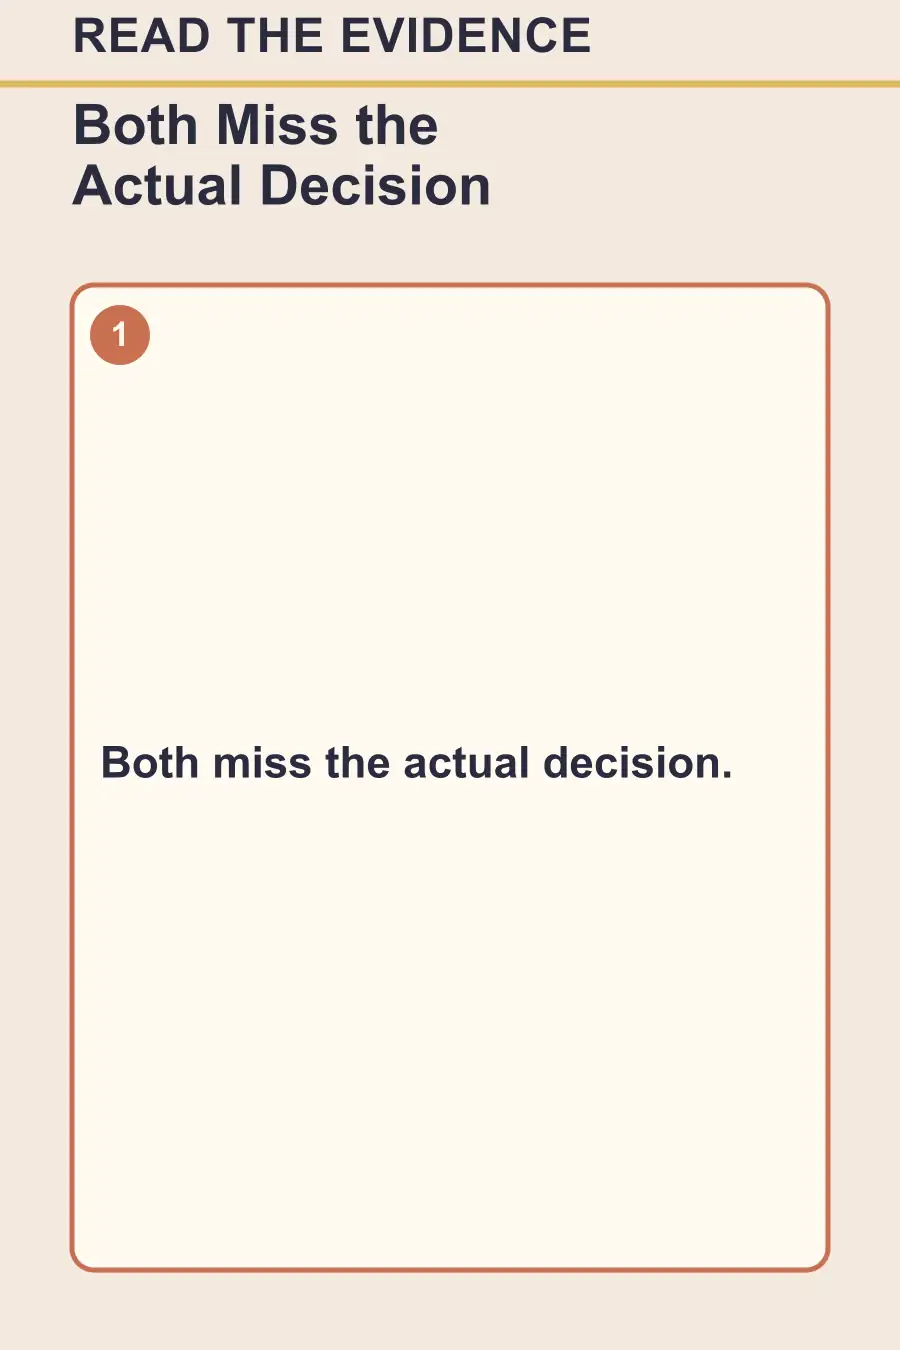 READ THE EVIDENCE
Both Miss the
Actual Decision
1
Both miss the actual decision.